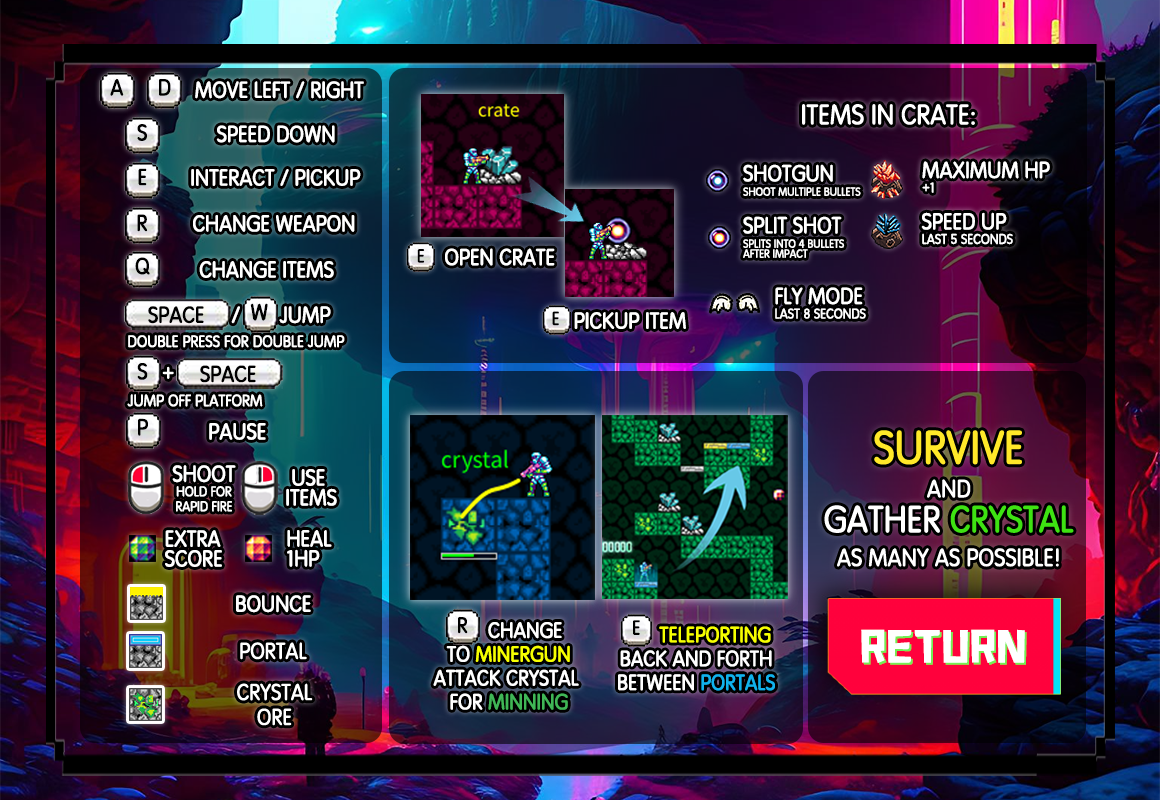 A D MOVE LEFT / RIGHT
S SPEED DOWN
E INTERACT / PICKUP
R CHANGE WEAPON
Q CHANGE ITEMS
SPACE / W JUMP
DOUBLE PRESS FOR DOUBLE JUMP
S + SPACE
JUMP OFF PLATFORM
P PAUSE
SHOOT
HOLD FOR
RAPID FIRE
USE
ITEMS
EXTRA
SCORE
HEAL
1HP
BOUNCE
PORTAL
CRYSTAL
ORE
crate
E OPEN CRATE
E PICKUP ITEM
ITEMS IN CRATE:
SHOTGUN
SHOOT MULTIPLE BULLETS
MAXIMUM HP
+1
SPLIT SHOT
SPLITS INTO 4 BULLETS
AFTER IMPACT
SPEED UP
LAST 5 SECONDS
FLY MODE
LAST 8 SECONDS
crystal
R CHANGE
TO MINERGUN
ATTACK CRYSTAL
FOR MINNING
E TELEPORTING
BACK AND FORTH
BETWEEN PORTALS
SURVIVE
AND
GATHER CRYSTAL
AS MANY AS POSSIBLE!
RETURN